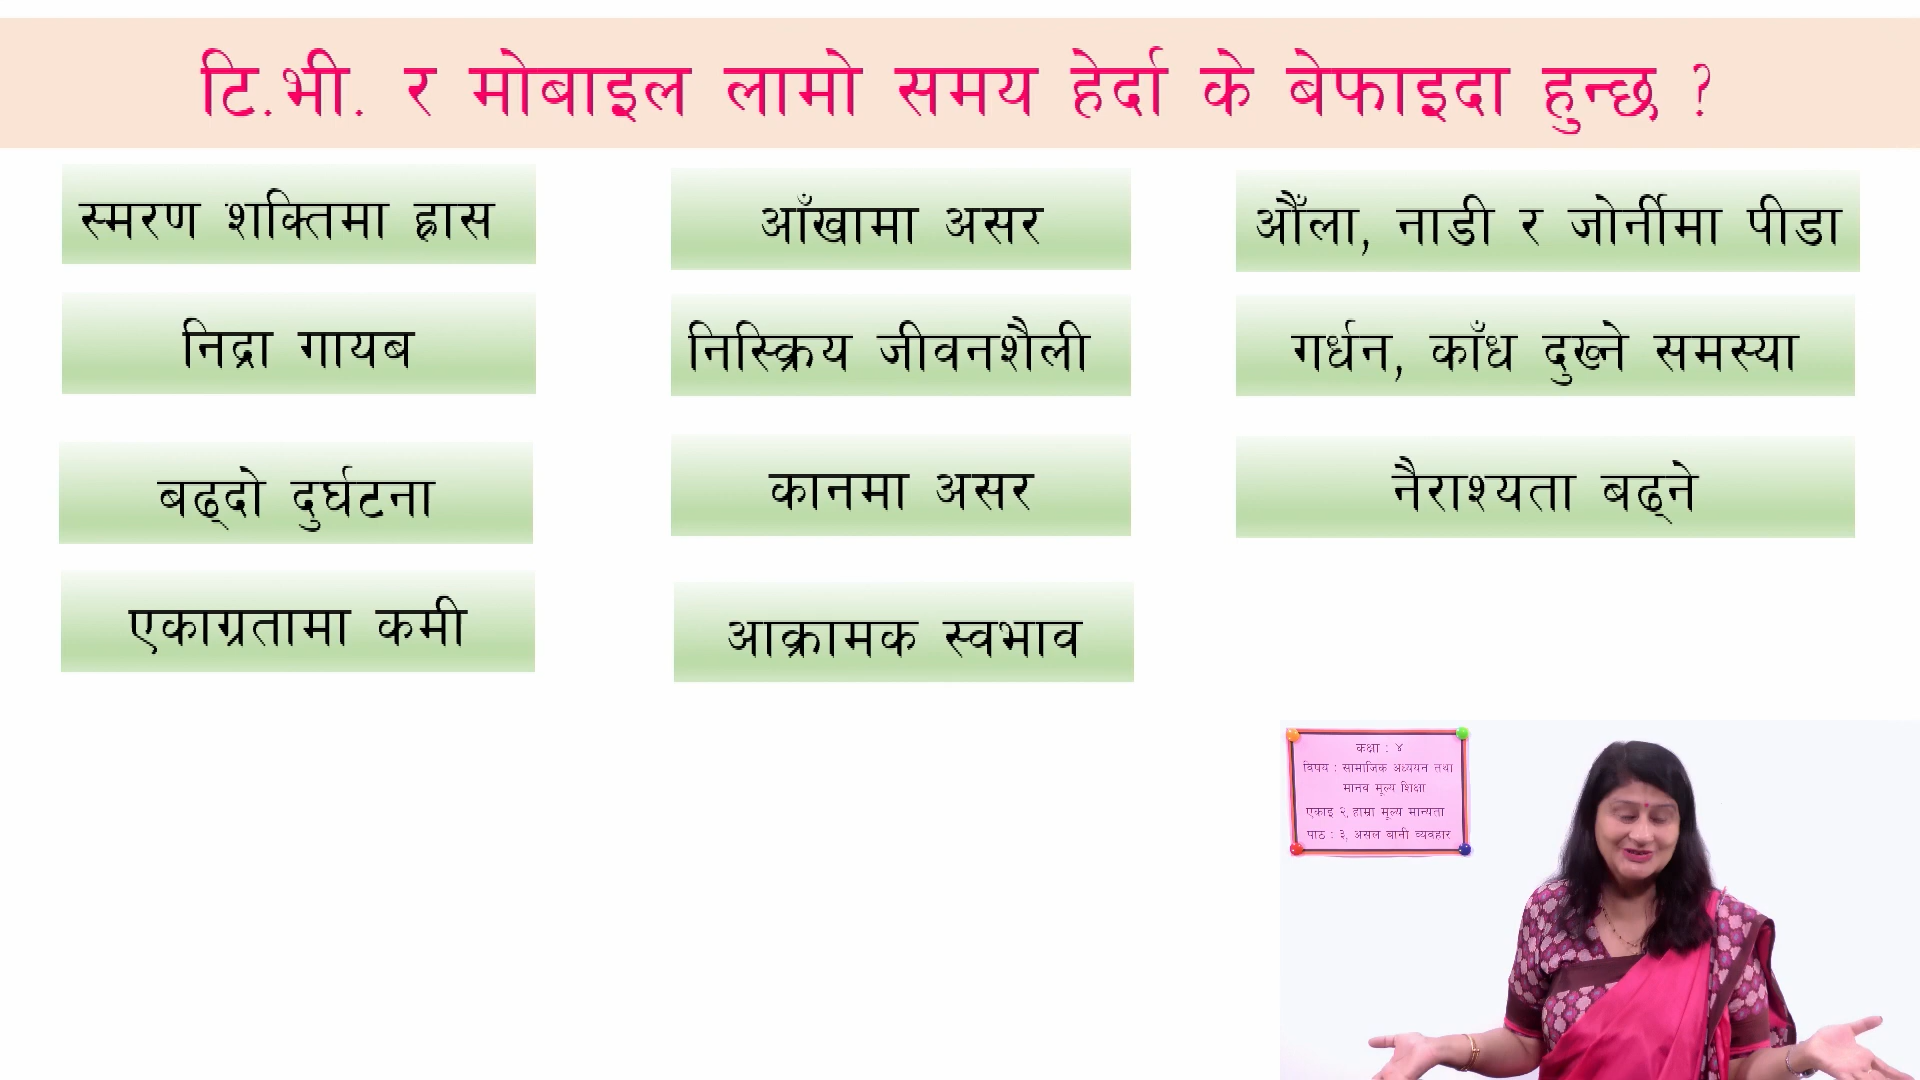 टि.भी. र मोबाइल लामो समय हेर्दा के बेफाइदा हुन्छ ?
स्मरण शक्तिमा ह्रास
आँखामा असर
औँला, नाडी र जोर्नीमा पीडा
निद्रा गायब
निस्क्रिय जीवनशैली
गर्धन, काँध दुख्ने समस्या
बढ्दो दुर्घटना
कानमा असर
नैराश्यता बढ्ने
एकाग्रतामा कमी
आक्रामक स्वभाव
कक्षा : ४
विषय : सामाजिक अध्ययन तथा
मानव मूल्य शिक्षा
एकाइ २, हाम्रा मूल्य मान्यता
पाठ : ३, असल बानी व्यवहार